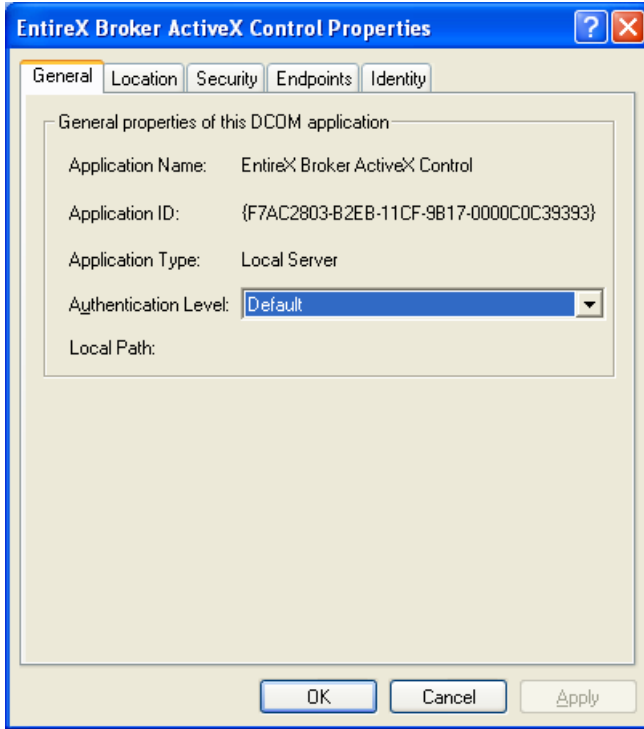 EntireX Broker ActiveX Control Properties
General Location Security Endpoints Identity
General properties of this DCOM application
Application Name: EntireX Broker ActiveX Control
Application ID: {F7AC2803-B2EB-11CF-9B17-0000C0C39393}
Application Type: Local Server
Authentication Level: Default
Local Path:
OK Cancel Apply